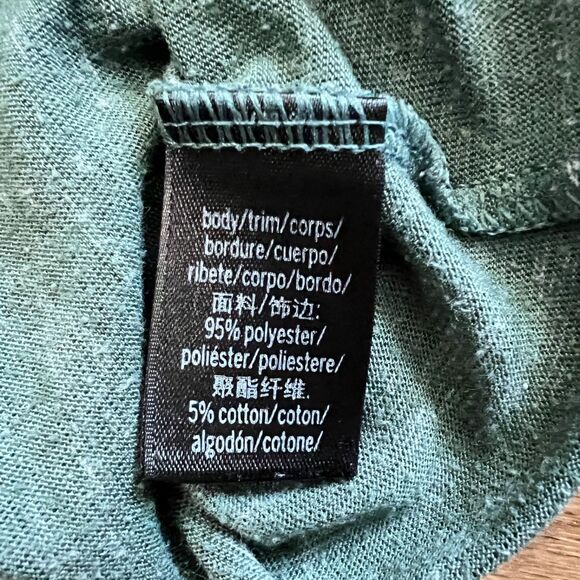 body/trim/corps/
bordure/cuerpo/
ribete/corpo/bordo/
面料/饰边:
95% polyester/
poliéster/poliestere/
聚酯纤维.
5% cotton/coton/
algodón/cotone/